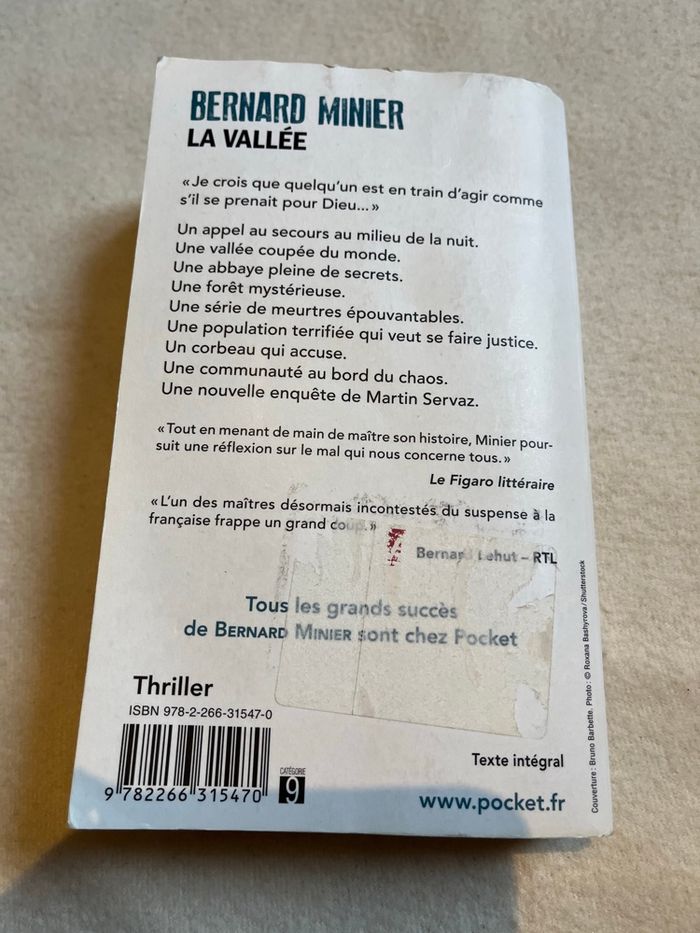 BERNARD MINIER
LA VALLÉE
« Je crois que quelqu'un est en train d'agir comme
s'il se prenait pour Dieu... »
Un appel au secours au milieu de la nuit.
Une vallée coupée du monde.
Une abbaye pleine de secrets.
Une forêt mystérieuse.
Une série de meurtres épouvantables.
Une population terrifiée qui veut se faire justice.
Un corbeau qui accuse.
Une communauté au bord du chaos.
Une nouvelle enquête de Martin Servaz.
« Tout en menant de main de maître son histoire, Minier pour-
suit une réflexion sur le mal qui nous concerne tous. »
Le Figaro littéraire
« L'un des maîtres désormais incontestés du suspense à la
française frappe un grand coup. »
Bernard Lehut – RTL
Tous les grands succès
de BERNARD MINIER sont chez Pocket
Thriller
ISBN 978-2-266-31547-0
9 782266 315470
CATÉGORIE
9
Texte intégral
www.pocket.fr
Couverture : Bruno Barbette. Photo : © Roxana Bashyrova / Shutterstock